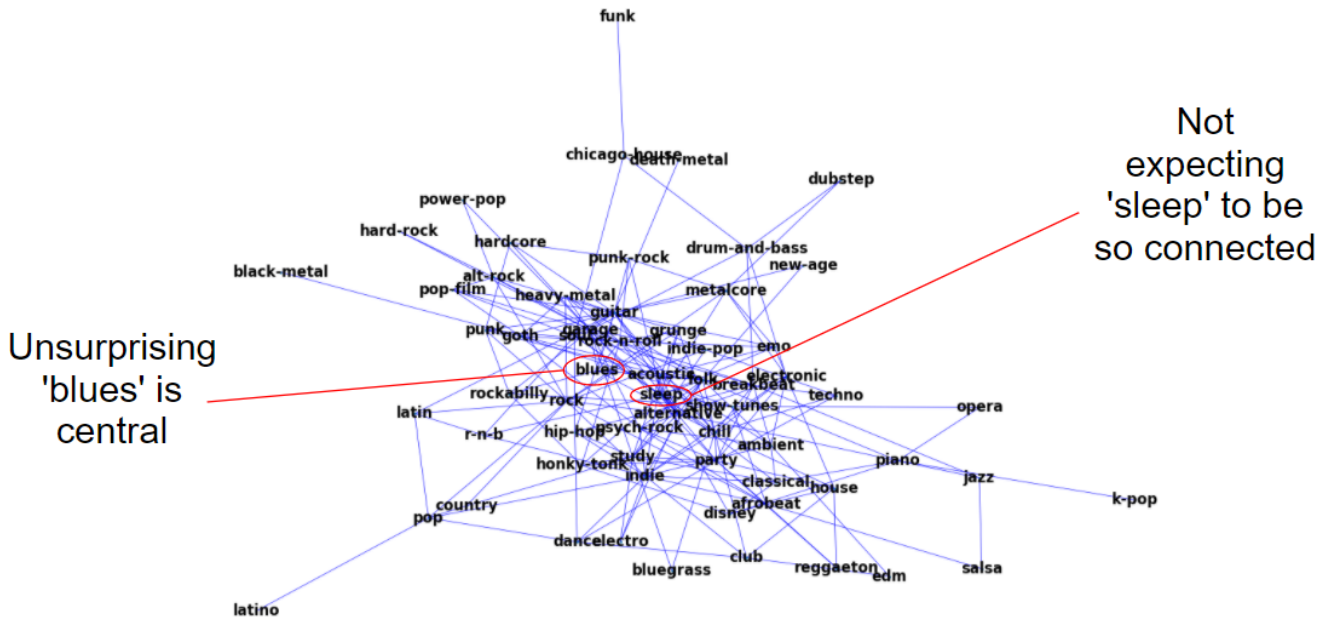 funk
chicago-house
death-metal
dubstep
Not
expecting
'sleep' to be
so connected
power-pop
hard-rock
hardcore
punk-rock
drum-and-bass
new-age
black-metal
alt-rock
pop-film
heavy-metal
metalcore
guitar
punk
goth
soul
garage
grunge
rock-n-roll
indie-pop
emo
Unsurprising
'blues' is
central
blues
acoustic
folk
electronic
breakbeat
rockabilly
rock
sleep
show-tunes
techno
latin
alternative
opera
r-n-b
hip-hop
psych-rock
chill
ambient
honky-tonk
study
party
piano
indie
classical
house
jazz
k-pop
country
pop
disney
afrobeat
dance
electro
club
bluegrass
reggaeton
edm
salsa
latino